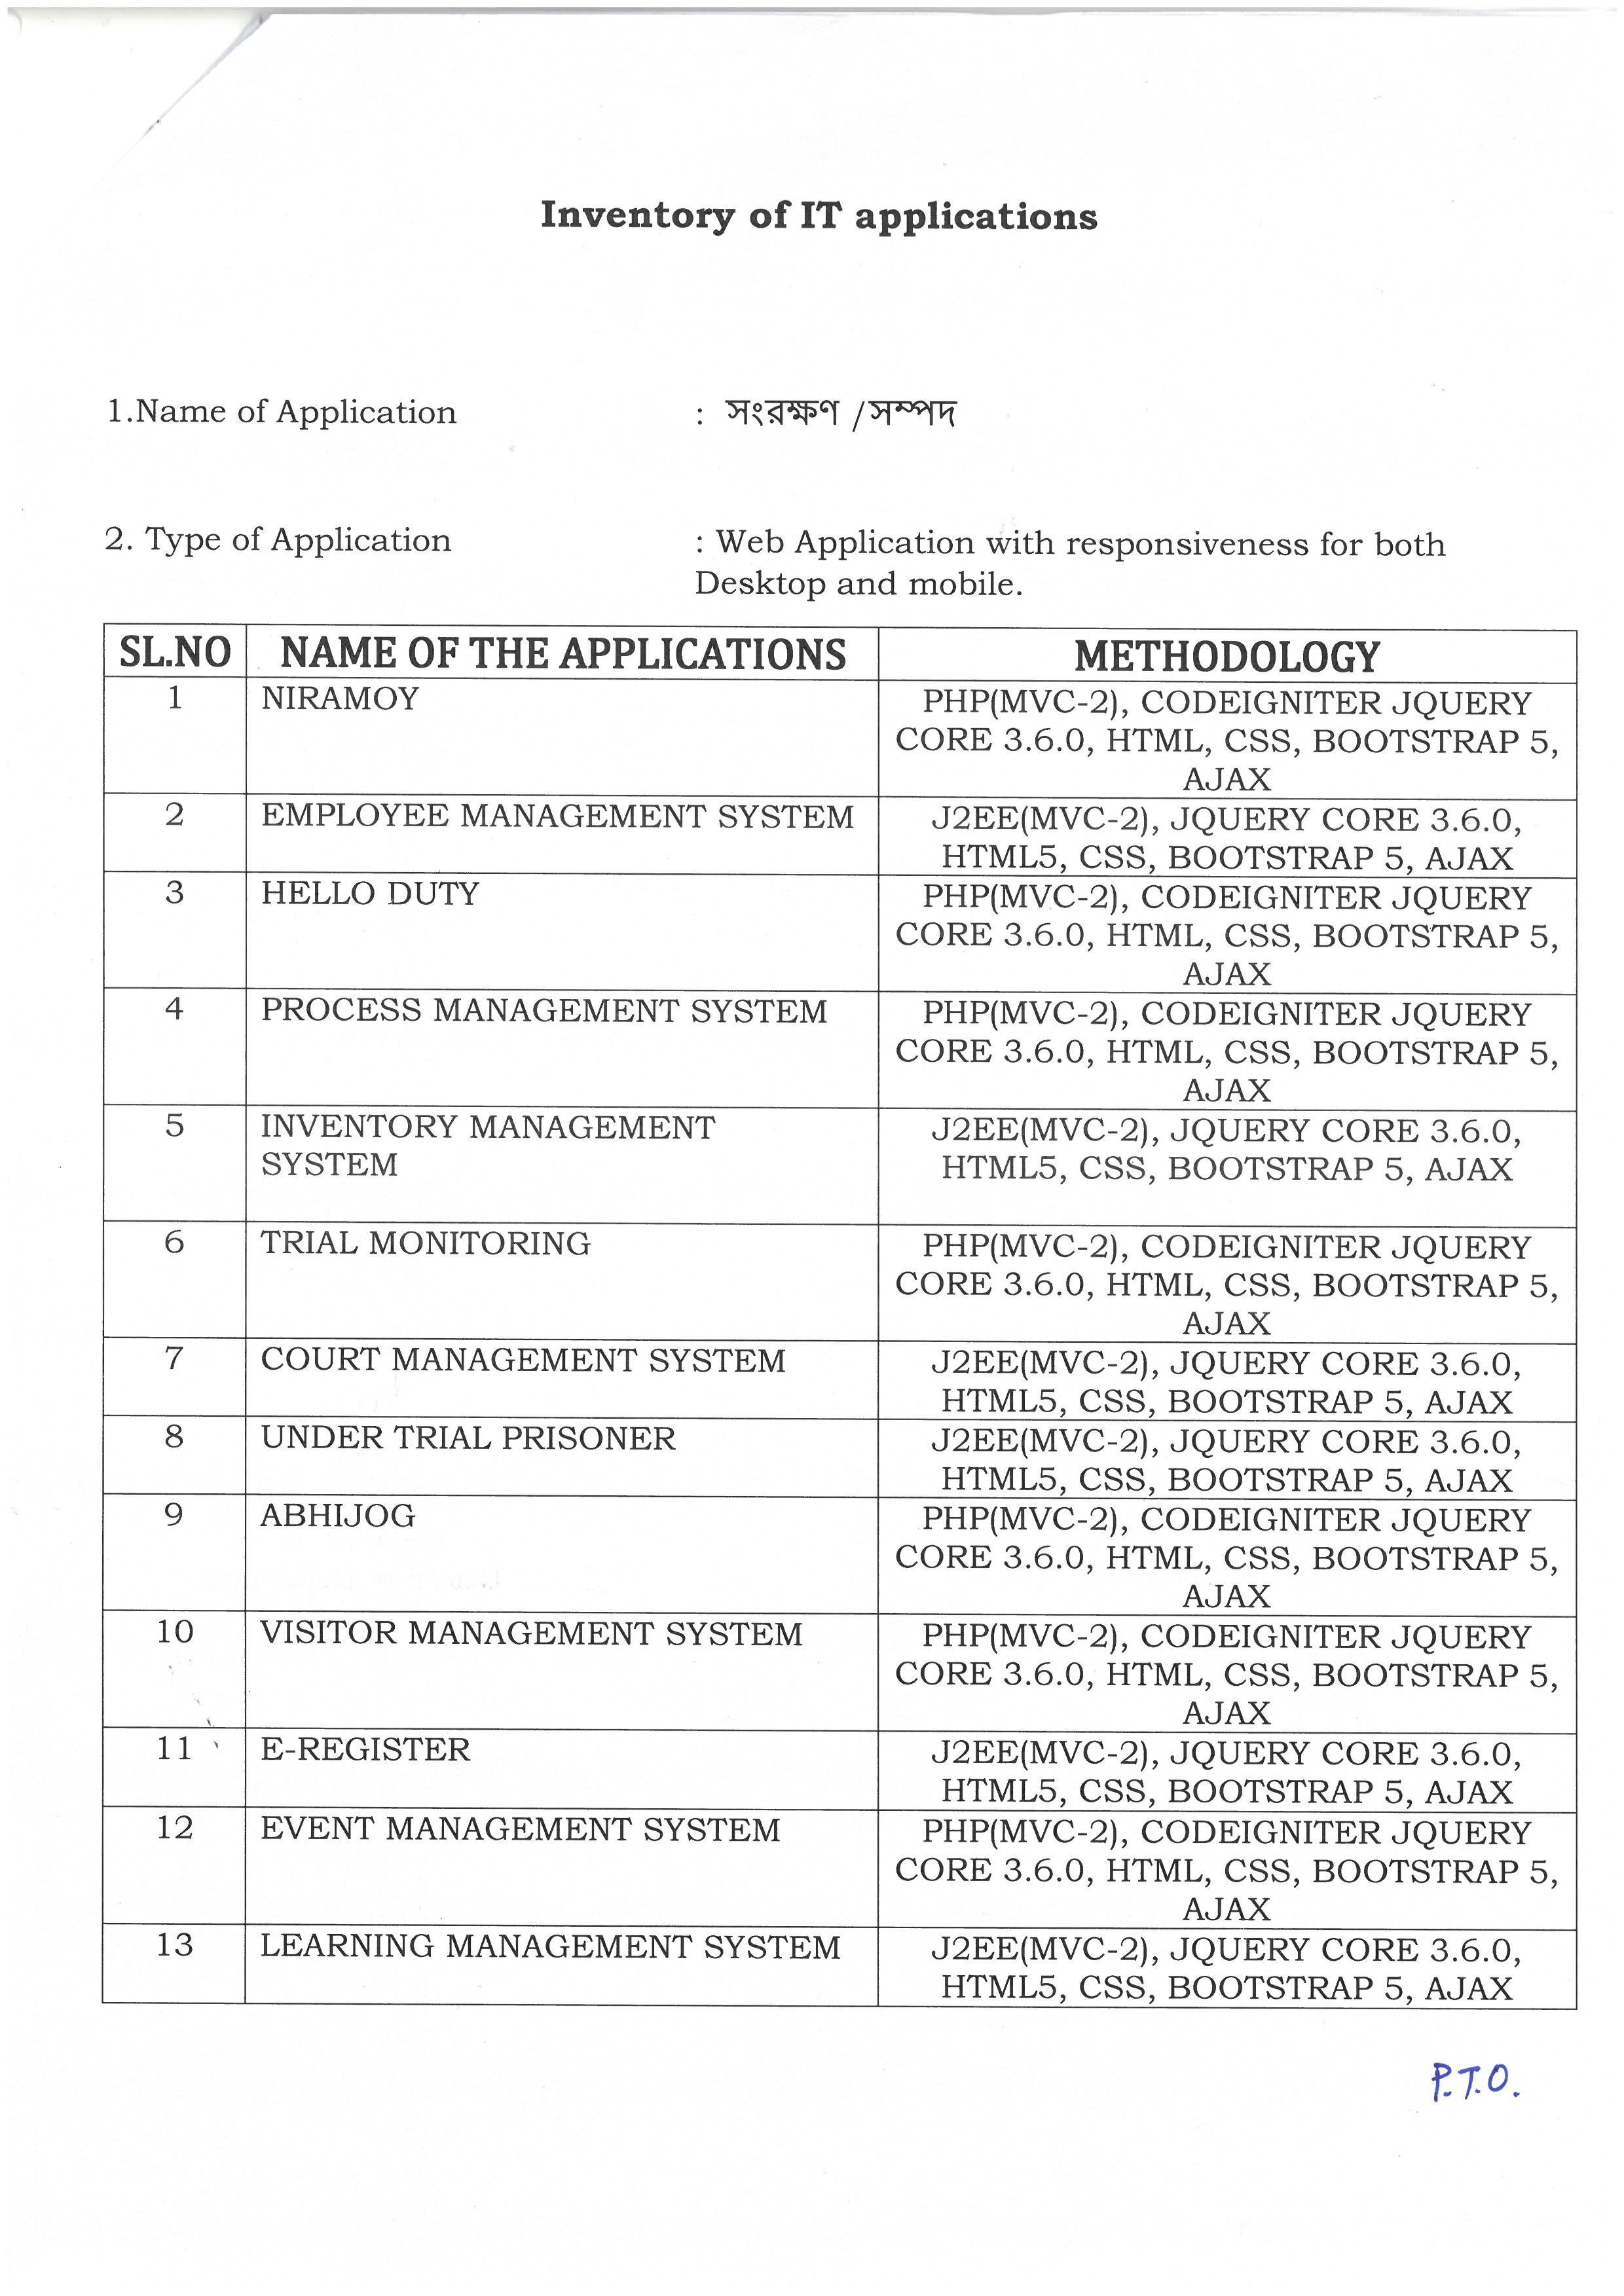 Inventory of IT applications
1.Name of Application : সংরক্ষণ /সম্পদ
2. Type of Application : Web Application with responsiveness for both
Desktop and mobile.
SL.NO NAME OF THE APPLICATIONS METHODOLOGY
1 NIRAMOY PHP(MVC-2), CODEIGNITER JQUERY
CORE 3.6.0, HTML, CSS, BOOTSTRAP 5,
AJAX
2 EMPLOYEE MANAGEMENT SYSTEM J2EE(MVC-2), JQUERY CORE 3.6.0,
HTML5, CSS, BOOTSTRAP 5, AJAX
3 HELLO DUTY PHP(MVC-2), CODEIGNITER JQUERY
CORE 3.6.0, HTML, CSS, BOOTSTRAP 5,
AJAX
4 PROCESS MANAGEMENT SYSTEM PHP(MVC-2), CODEIGNITER JQUERY
CORE 3.6.0, HTML, CSS, BOOTSTRAP 5,
AJAX
5 INVENTORY MANAGEMENT J2EE(MVC-2), JQUERY CORE 3.6.0,
SYSTEM HTML5, CSS, BOOTSTRAP 5, AJAX
6 TRIAL MONITORING PHP(MVC-2), CODEIGNITER JQUERY
CORE 3.6.0, HTML, CSS, BOOTSTRAP 5,
AJAX
7 COURT MANAGEMENT SYSTEM J2EE(MVC-2), JQUERY CORE 3.6.0,
HTML5, CSS, BOOTSTRAP 5, AJAX
8 UNDER TRIAL PRISONER J2EE(MVC-2), JQUERY CORE 3.6.0,
HTML5, CSS, BOOTSTRAP 5, AJAX
9 ABHIJOG PHP(MVC-2), CODEIGNITER JQUERY
CORE 3.6.0, HTML, CSS, BOOTSTRAP 5,
AJAX
10 VISITOR MANAGEMENT SYSTEM PHP(MVC-2), CODEIGNITER JQUERY
CORE 3.6.0, HTML, CSS, BOOTSTRAP 5,
AJAX
11 E-REGISTER J2EE(MVC-2), JQUERY CORE 3.6.0,
HTML5, CSS, BOOTSTRAP 5, AJAX
12 EVENT MANAGEMENT SYSTEM PHP(MVC-2), CODEIGNITER JQUERY
CORE 3.6.0, HTML, CSS, BOOTSTRAP 5,
AJAX
13 LEARNING MANAGEMENT SYSTEM J2EE(MVC-2), JQUERY CORE 3.6.0,
HTML5, CSS, BOOTSTRAP 5, AJAX
P.T.O.